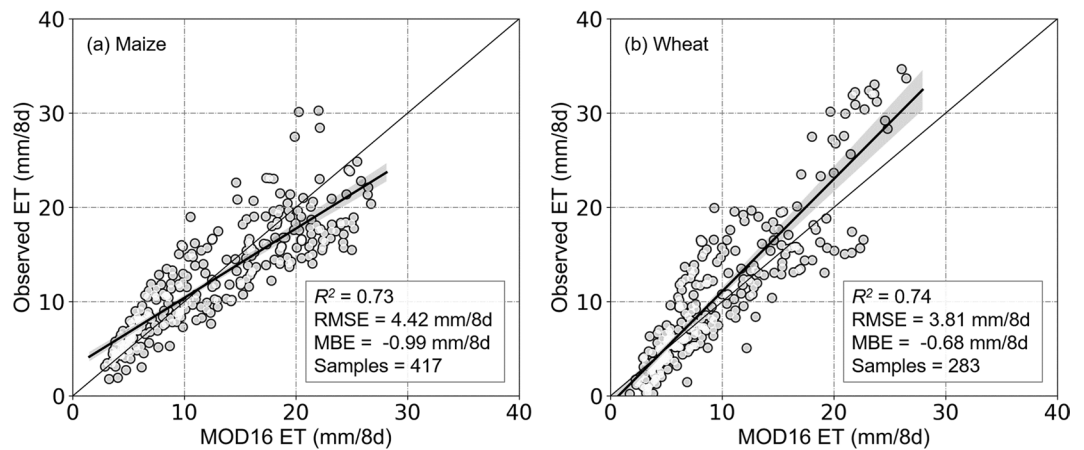 (a) Maize
Observed ET (mm/8d)
40
30
20
10
0
R² = 0.73
RMSE = 4.42 mm/8d
MBE = -0.99 mm/8d
Samples = 417
0 10 20 30 40
MOD16 ET (mm/8d)
(b) Wheat
Observed ET (mm/8d)
40
30
20
10
0
R² = 0.74
RMSE = 3.81 mm/8d
MBE = -0.68 mm/8d
Samples = 283
0 10 20 30 40
MOD16 ET (mm/8d)